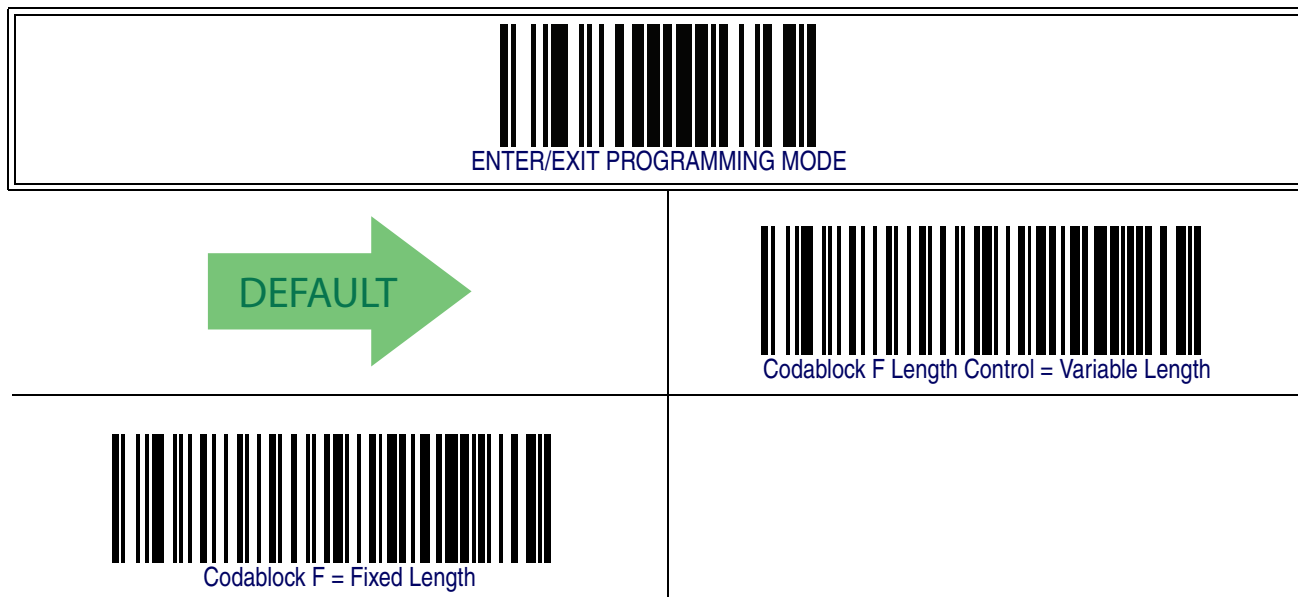 ENTER/EXIT PROGRAMMING MODE
DEFAULT
Codablock F Length Control = Variable Length
Codablock F = Fixed Length